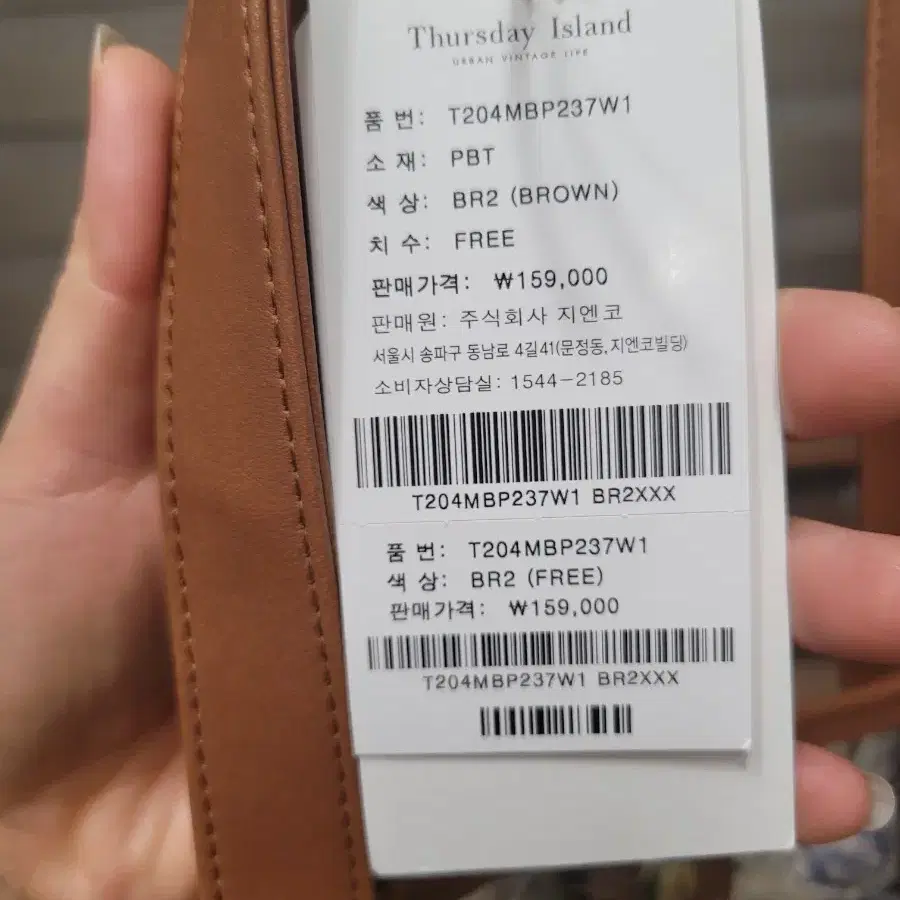 Thursday Island
URBAN VINTAGE LIFE
품 번: T204MBP237W1
소 재: PBT
색 상: BR2 (BROWN)
치 수: FREE
판매가격: ₩159,000
판매원: 주식회사 지엔코
서울시 송파구 동남로 4길41(문정동, 지엔코빌딩)
소비자상담실: 1544-2185
T204MBP237W1 BR2XXX
품 번: T204MBP237W1
색 상: BR2 (FREE)
판매가격: ₩159,000
T204MBP237W1 BR2XXX